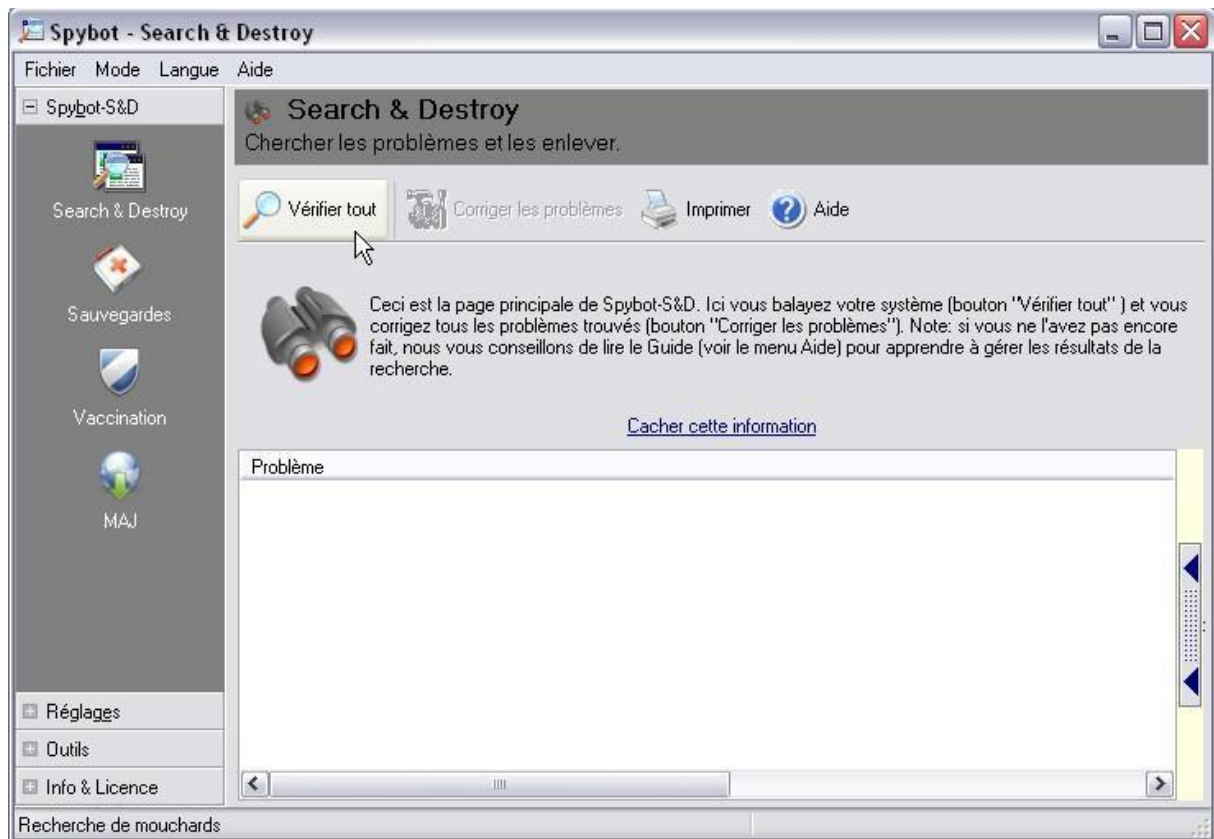 Spybot - Search & Destroy
Fichier Mode Langue Aide
Spybot-S&D
Search & Destroy
Sauvegardes
Vaccination
MAJ
Réglages
Outils
Info & Licence
Search & Destroy
Chercher les problèmes et les enlever.
Vérifier tout Corriger les problèmes Imprimer Aide
Ceci est la page principale de Spybot-S&D. Ici vous balayez votre système (bouton "Vérifier tout" ) et vous
corrigez tous les problèmes trouvés (bouton "Corriger les problèmes"). Note: si vous ne l'avez pas encore
fait, nous vous conseillons de lire le Guide (voir le menu Aide) pour apprendre à gérer les résultats de la
recherche.
Cacher cette information
Problème
Recherche de mouchards